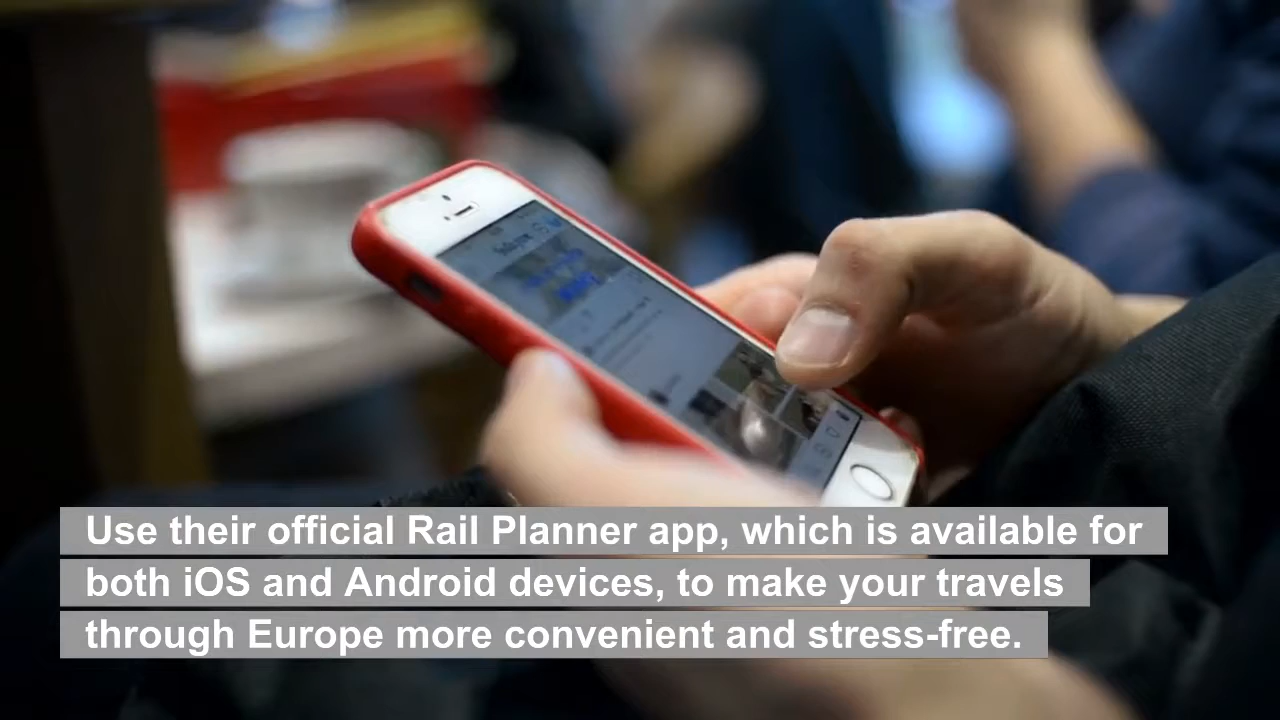 Use their official Rail Planner app, which is available for
both iOS and Android devices, to make your travels
through Europe more convenient and stress-free.